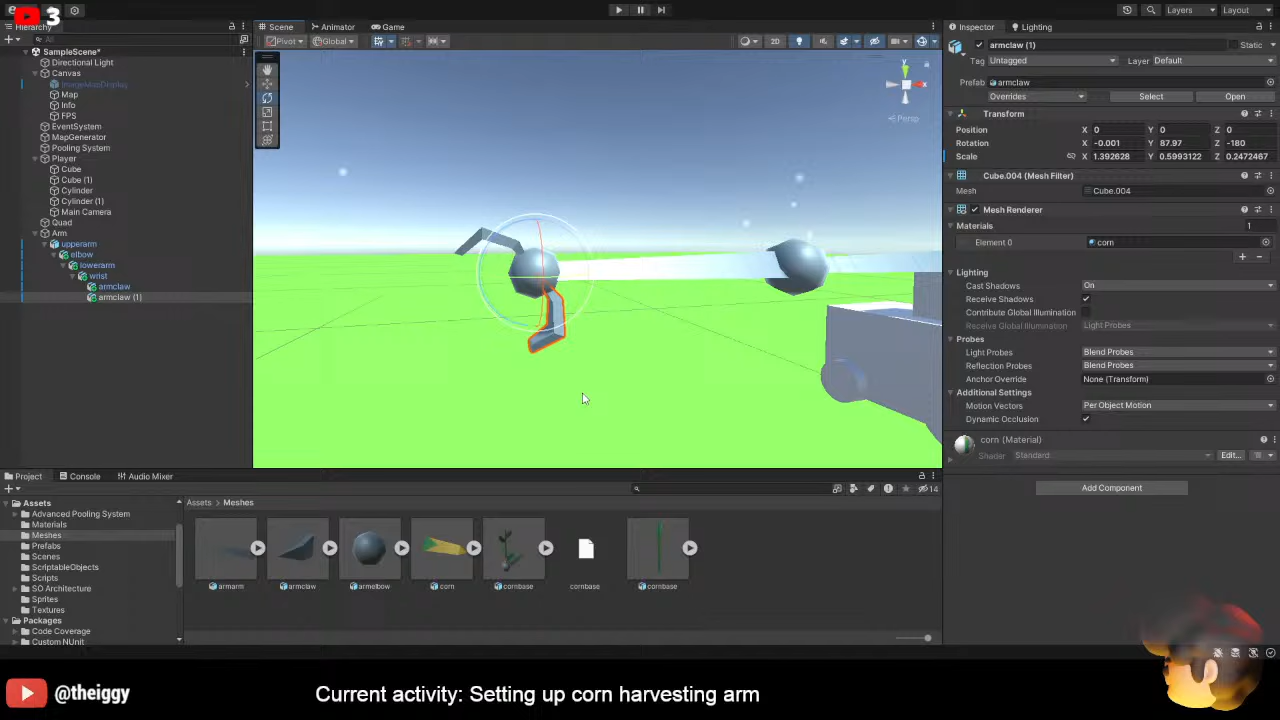 3
Hierarchy
Scene
Animator
Game
Inspector
Lighting
Layers
Layout
All
Pivot
Global
2D
SampleScene*
Directional Light
Canvas
ImageMapDisplay
Map
Info
FPS
EventSystem
MapGenerator
Pooling System
Player
Cube
Cube (1)
Cylinder
Cylinder (1)
Main Camera
Quad
Arm
upperarm
elbow
lowerarm
wrist
armclaw
armclaw (1)
y
x
Persp
armclaw (1)
Static
Tag Untagged Layer Default
Prefab armclaw
Overrides Select Open
Transform
Position X 0 Y 0 Z 0
Rotation X -0.001 Y 87.97 Z -180
Scale X 1.392628 Y 0.5993122 Z 0.2472467
Cube.004 (Mesh Filter)
Mesh Cube.004
Mesh Renderer
Materials 1
Element 0 corn
Lighting
Cast Shadows On
Receive Shadows
Contribute Global Illumination
Receive Global Illumination Light Probes
Probes
Light Probes Blend Probes
Reflection Probes Blend Probes
Anchor Override None (Transform)
Additional Settings
Motion Vectors Per Object Motion
Dynamic Occlusion
corn (Material)
Shader Standard Edit...
Add Component
Project
Console
Audio Mixer
14
Assets
Advanced Pooling System
Materials
Meshes
Prefabs
Scenes
ScriptableObjects
Scripts
SO Architecture
Sprites
Textures
Packages
Code Coverage
Custom NUnit
Assets > Meshes
armarm
armclaw
armelbow
corn
cornbase
cornbase
cornbase
@theiggy
Current activity: Setting up corn harvesting arm